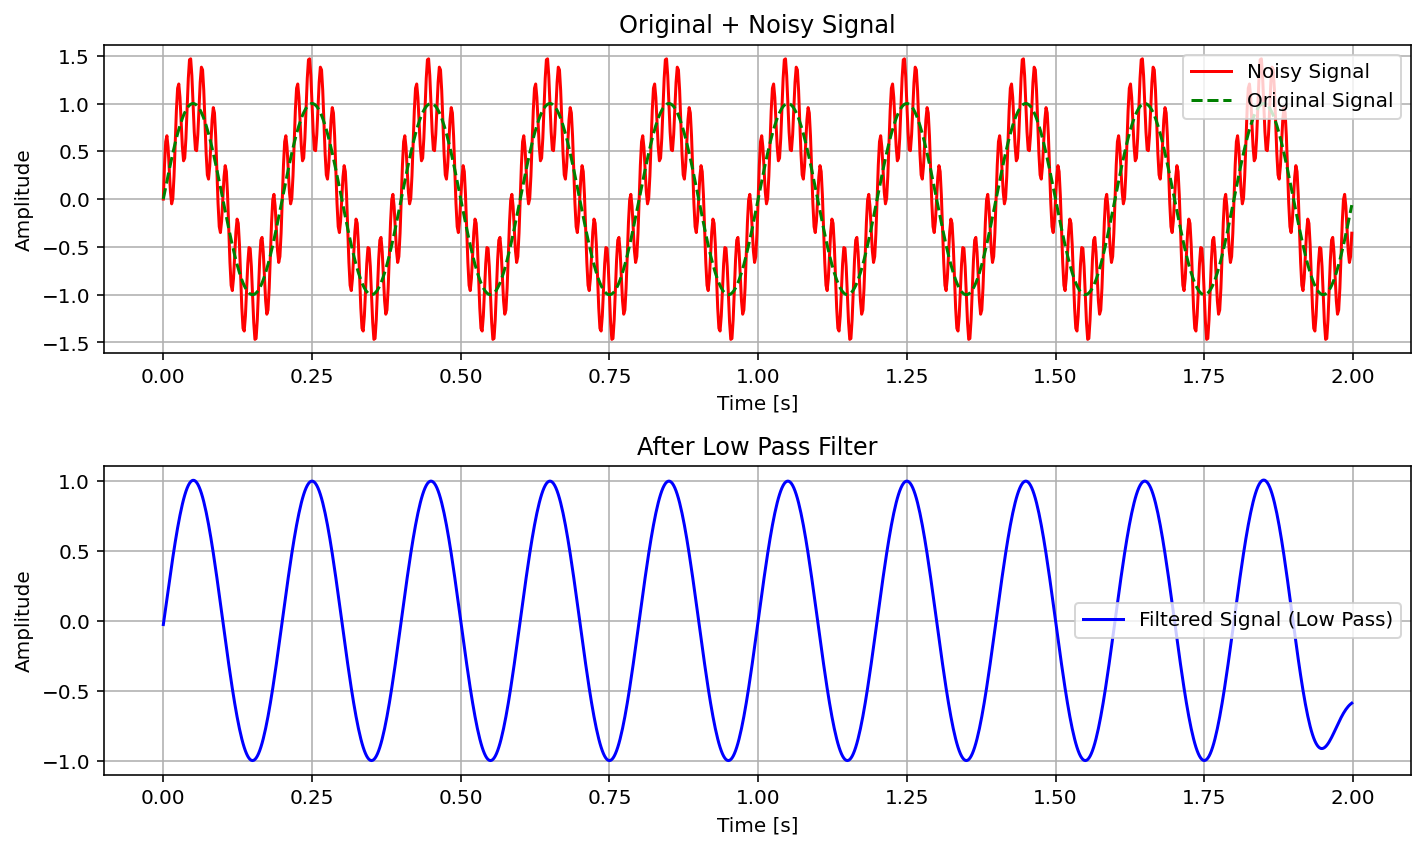 Original + Noisy Signal
Amplitude
1.5
1.0
0.5
0.0
−0.5
−1.0
−1.5
Noisy Signal
Original Signal
0.00 0.25 0.50 0.75 1.00 1.25 1.50 1.75 2.00
Time [s]
After Low Pass Filter
Amplitude
1.0
0.5
0.0
−0.5
−1.0
Filtered Signal (Low Pass)
0.00 0.25 0.50 0.75 1.00 1.25 1.50 1.75 2.00
Time [s]